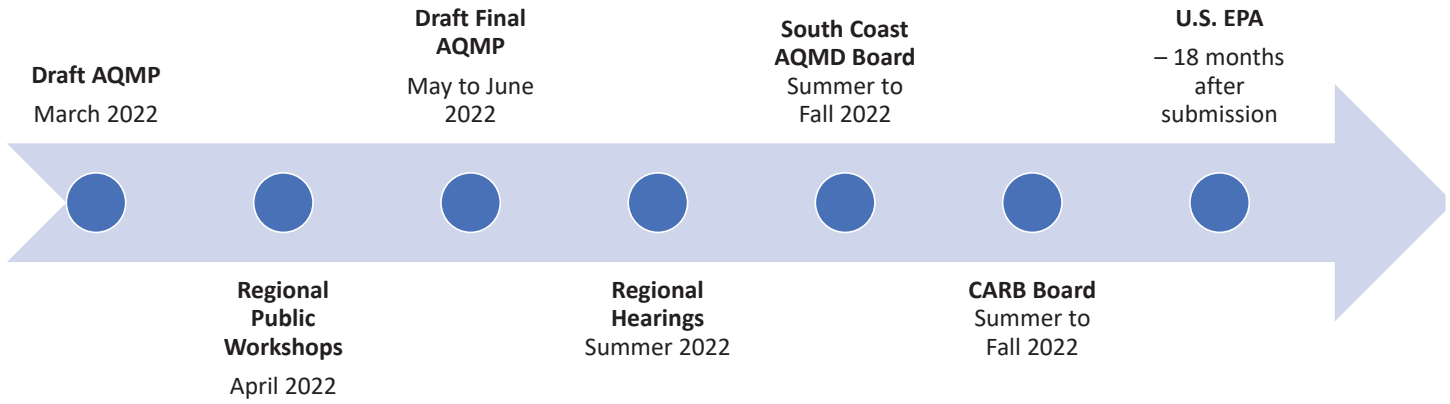 Draft AQMP
March 2022
Regional
Public
Workshops
April 2022
Draft Final
AQMP
May to June
2022
Regional
Hearings
Summer 2022
South Coast
AQMD Board
Summer to
Fall 2022
CARB Board
Summer to
Fall 2022
U.S. EPA
– 18 months
after
submission